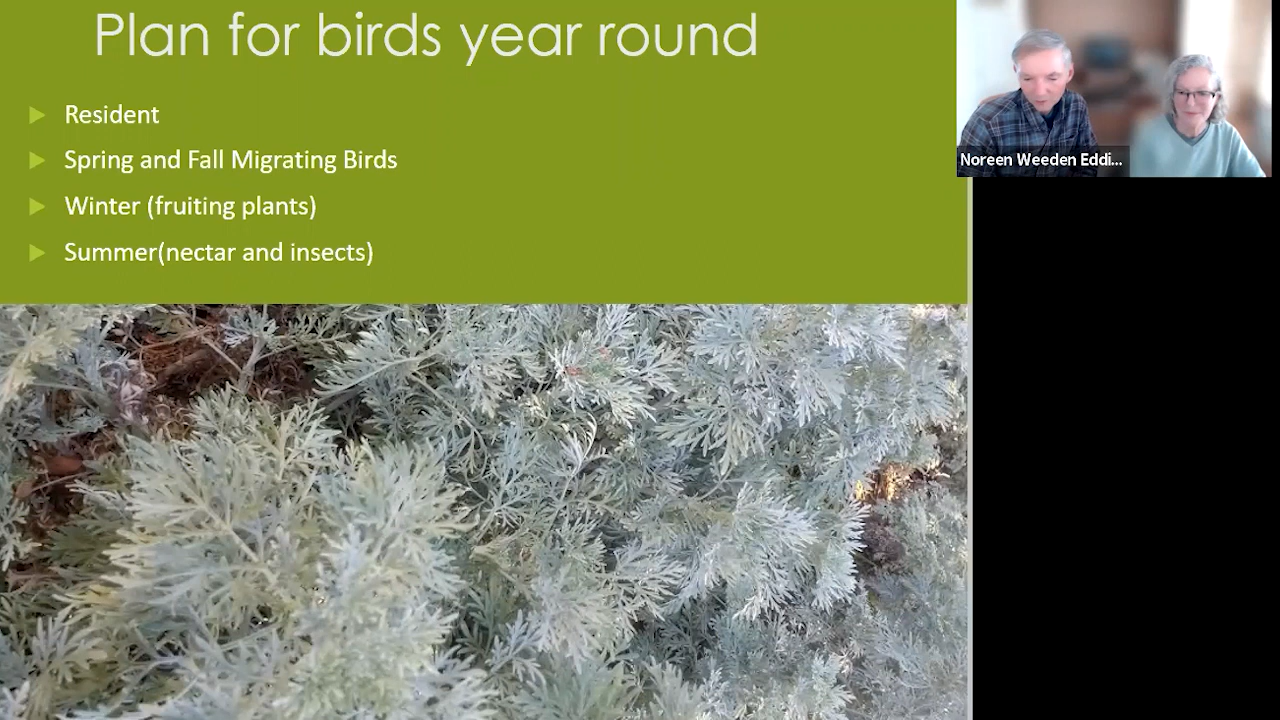 Plan for birds year round
Resident
Spring and Fall Migrating Birds
Winter (fruiting plants)
Summer(nectar and insects)
Noreen Weeden Eddi...